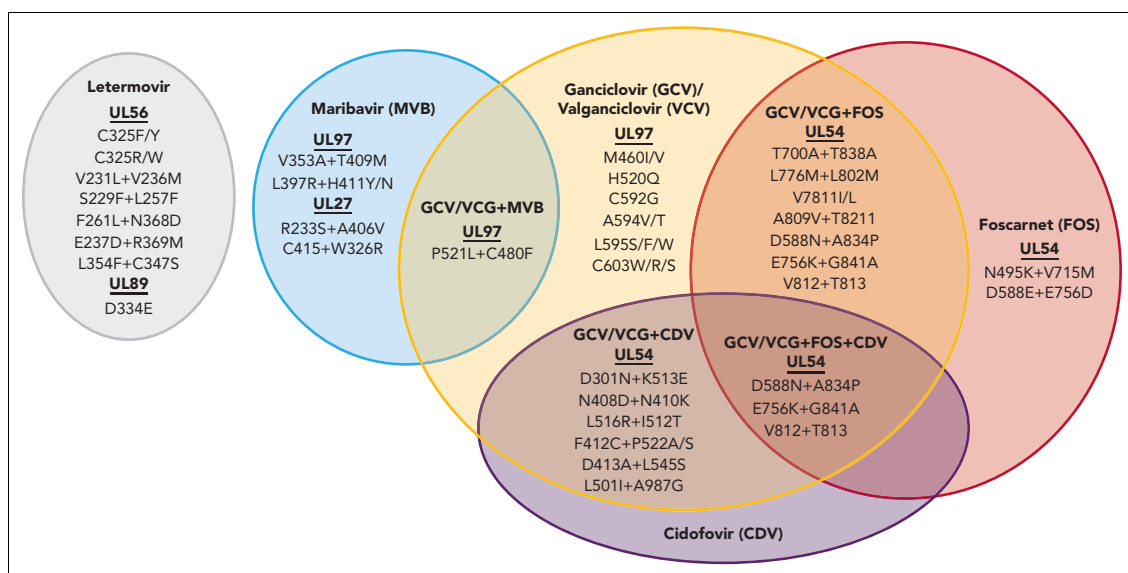 Letermovir
UL56
C325F/Y
C325R/W
V231L+V236M
S229F+L257F
F261L+N368D
E237D+R369M
L354F+C347S
UL89
D334E
Maribavir (MVB)
UL97
V353A+T409M
L397R+H411Y/N
UL27
R233S+A406V
C415+W326R
GCV/VCG+MVB
UL97
P521L+C480F
Ganciclovir (GCV)/
Valganciclovir (VCV)
UL97
M460I/V
H520Q
C592G
A594V/T
L595S/F/W
C603W/R/S
GCV/VCG+FOS
UL54
T700A+T838A
L776M+L802M
V7811I/L
A809V+T8211
D588N+A834P
E756K+G841A
V812+T813
Foscarnet (FOS)
UL54
N495K+V715M
D588E+E756D
GCV/VCG+CDV
UL54
D301N+K513E
N408D+N410K
L516R+I512T
F412C+P522A/S
D413A+L545S
L501I+A987G
GCV/VCG+FOS+CDV
UL54
D588N+A834P
E756K+G841A
V812+T813
Cidofovir (CDV)